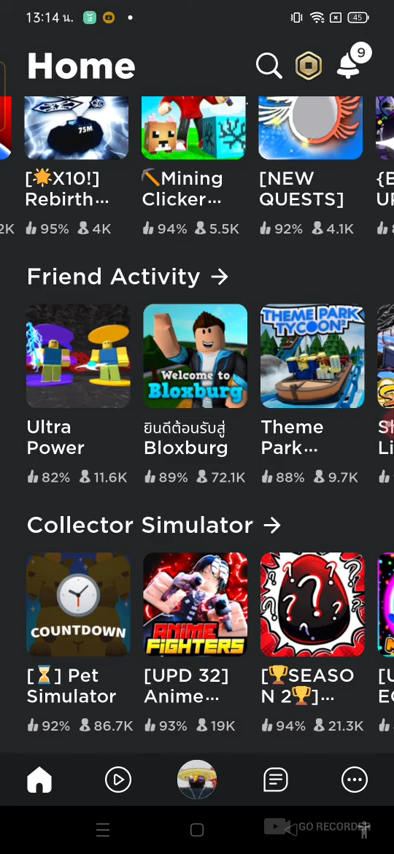 13:14 น.
45
Home
9
75M
2K
[☀️X10!]
Rebirth...
95% 4K
⛏️Mining
Clicker...
94% 5.5K
[NEW
QUESTS]
92% 4.1K
Friend Activity →
Welcome to
Bloxburg
THEME PARK
TYCOON
Ultra
Power
82% 11.6K
ยินดีต้อนรับสู่
Bloxburg
89% 72.1K
Theme
Park...
88% 9.7K
Collector Simulator →
COUNTDOWN
ANIME
FIGHTERS
[⏳] Pet
Simulator
92% 86.7K
[UPD 32]
Anime...
93% 19K
[🏆SEASO
N 2🏆]...
94% 21.3K
GO RECORDER